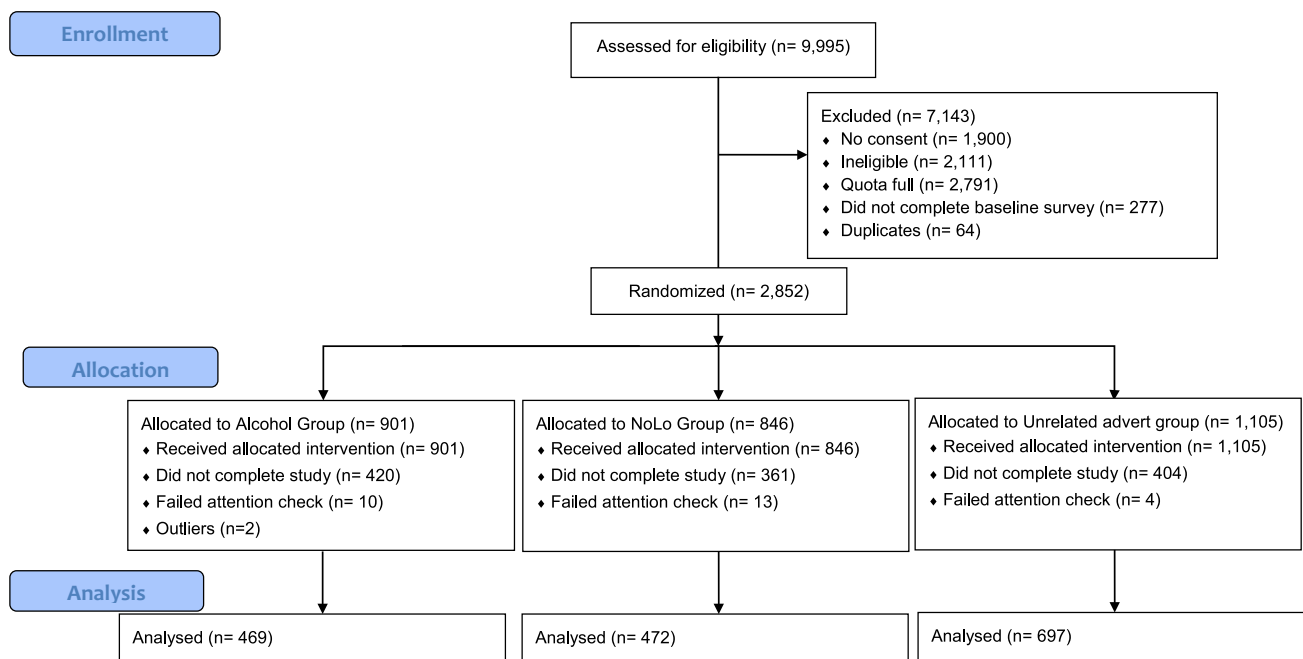 Enrollment
Assessed for eligibility (n= 9,995)
Excluded (n= 7,143)
♦ No consent (n= 1,900)
♦ Ineligible (n= 2,111)
♦ Quota full (n= 2,791)
♦ Did not complete baseline survey (n= 277)
♦ Duplicates (n= 64)
Randomized (n= 2,852)
Allocation
Allocated to Alcohol Group (n= 901)
♦ Received allocated intervention (n= 901)
♦ Did not complete study (n= 420)
♦ Failed attention check (n= 10)
♦ Outliers (n=2)
Allocated to NoLo Group (n= 846)
♦ Received allocated intervention (n= 846)
♦ Did not complete study (n= 361)
♦ Failed attention check (n= 13)
Allocated to Unrelated advert group (n= 1,105)
♦ Received allocated intervention (n= 1,105)
♦ Did not complete study (n= 404)
♦ Failed attention check (n= 4)
Analysis
Analysed (n= 469)
Analysed (n= 472)
Analysed (n= 697)